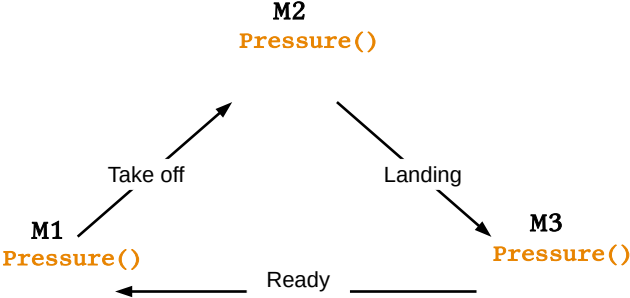 M2
Pressure()
Take off
Landing
M1
Pressure()
M3
Pressure()
Ready